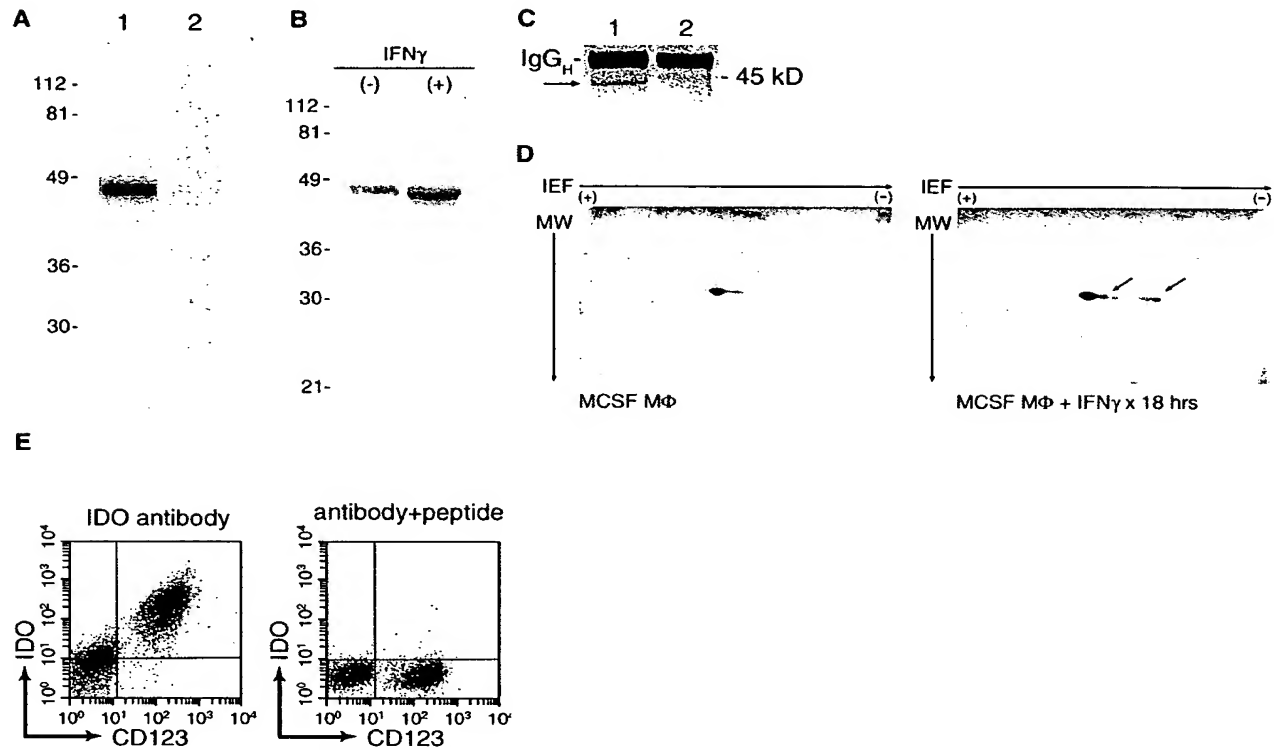 A
1 2
112 -
81 -
49 -
36 -
30 -
B
IFNγ
(-) (+)
112 -
81 -
49 -
36 -
30 -
21 -
C
1 2
IgG_H -
- 45 kD
D
IEF
(+) (-)
MW
MCSF MΦ
IEF
(+) (-)
MW
MCSF MΦ + IFNγ x 18 hrs
E
IDO antibody
10⁴
10³
10²
10¹
10⁰
IDO
10⁰ 10¹ 10² 10³ 10⁴
CD123
antibody+peptide
10⁴
10³
10²
10¹
10⁰
IDO
10⁰ 10¹ 10² 10³ 10⁴
CD123